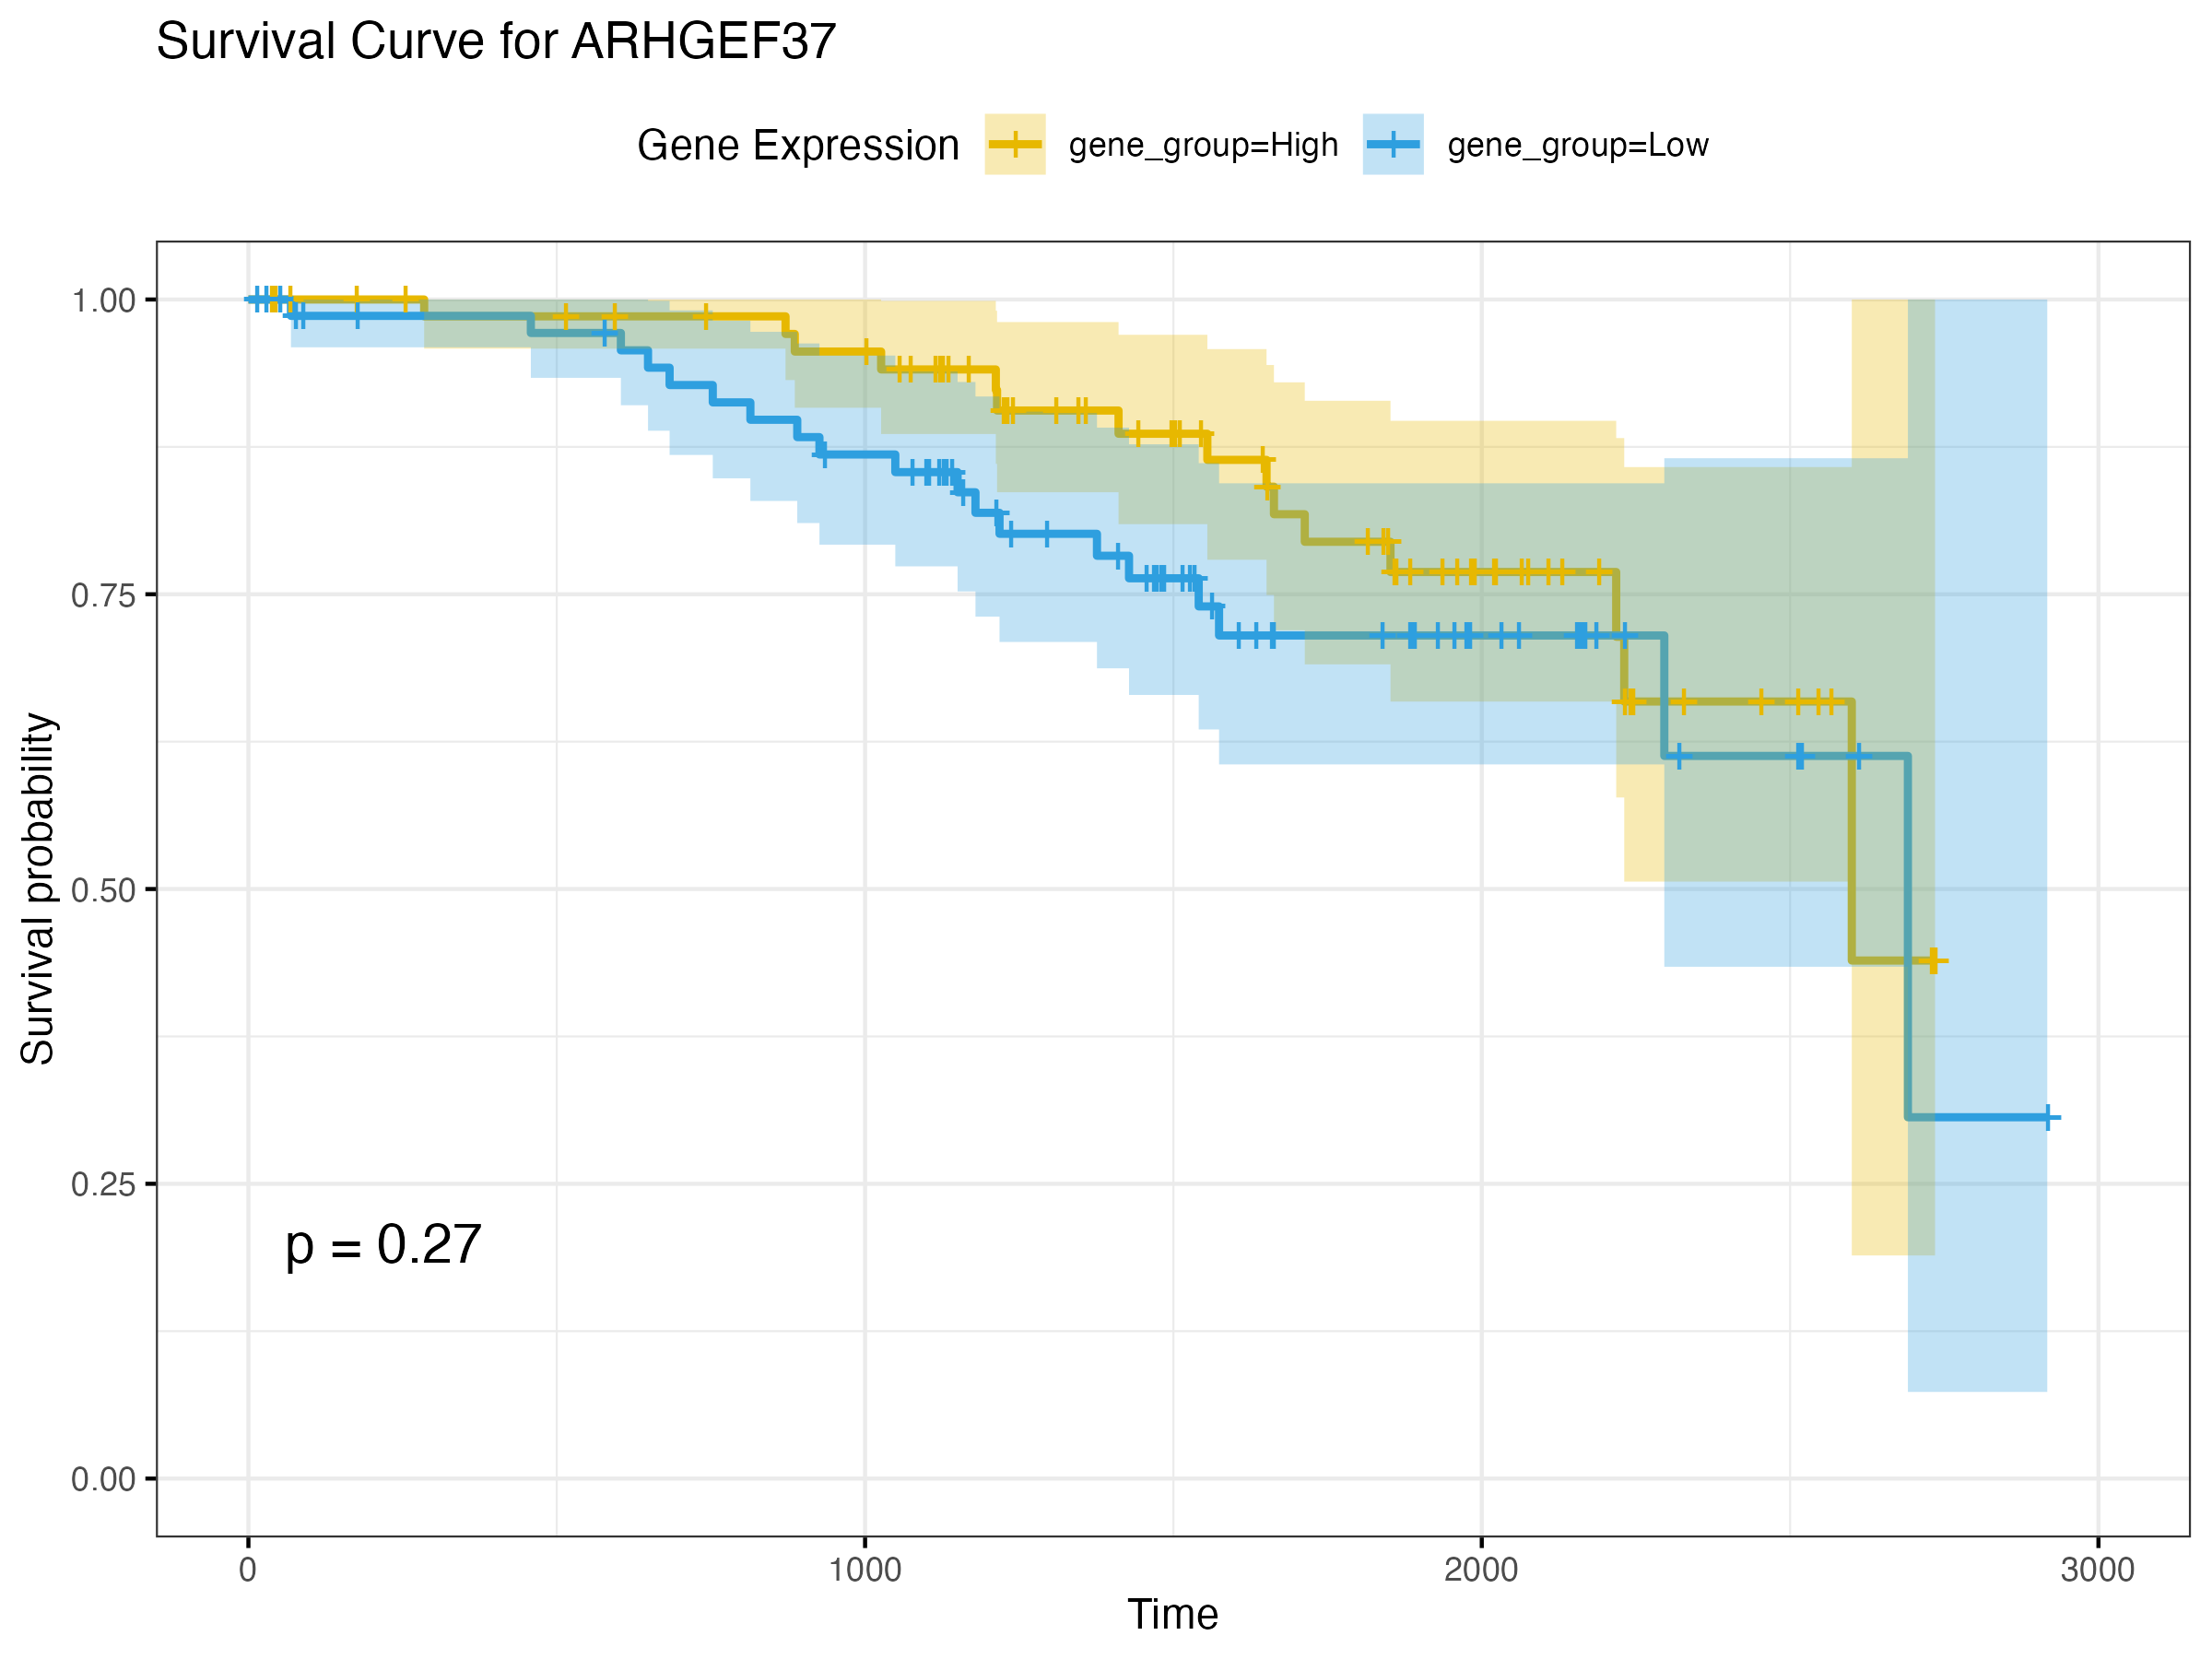 Survival Curve for ARHGEF37
Gene Expression gene_group=High gene_group=Low
Survival probability
1.00
0.75
0.50
0.25
0.00
p = 0.27
0 1000 2000 3000
Time